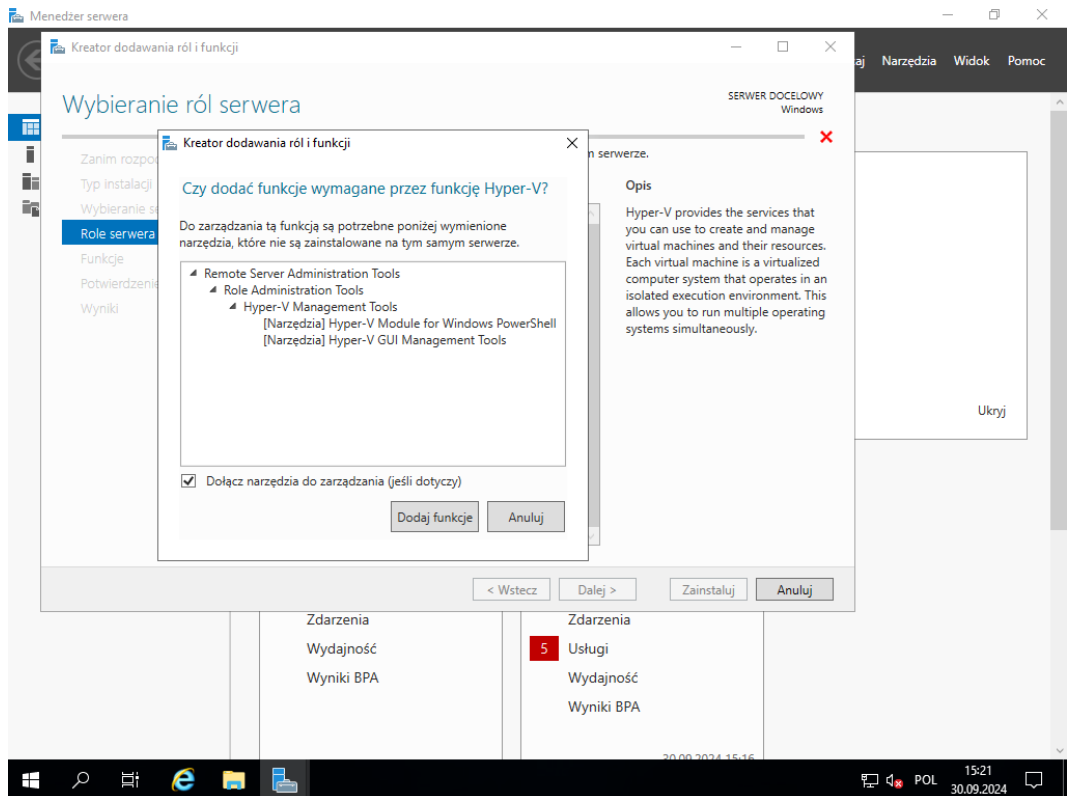 Menedżer serwera
Kreator dodawania ról i funkcji
Narzędzia Widok Pomoc
Wybieranie ról serwera
SERWER DOCELOWY
Windows
Kreator dodawania ról i funkcji
Czy dodać funkcje wymagane przez funkcję Hyper-V?
Do zarządzania tą funkcją są potrzebne poniżej wymienione
narzędzia, które nie są zainstalowane na tym samym serwerze.
Remote Server Administration Tools
Role Administration Tools
Hyper-V Management Tools
[Narzędzia] Hyper-V Module for Windows PowerShell
[Narzędzia] Hyper-V GUI Management Tools
Dołącz narzędzia do zarządzania (jeśli dotyczy)
Dodaj funkcje
Anuluj
Zanim
Typ instalacji
Wybieranie
Role serwera
Funkcje
Potwierdzenie
Wyniki
serwerze.
Opis
Hyper-V provides the services that
you can use to create and manage
virtual machines and their resources.
Each virtual machine is a virtualized
computer system that operates in an
isolated execution environment. This
allows you to run multiple operating
systems simultaneously.
Ukryj
< Wstecz
Dalej >
Zainstaluj
Anuluj
Zdarzenia
Wydajność
Wyniki BPA
Zdarzenia
5 Usługi
Wydajność
Wyniki BPA
30.09.2024 15:16
POL
15:21
30.09.2024